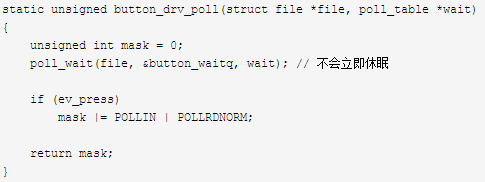 static unsigned button_drv_poll(struct file *file, poll_table *wait)
{
    unsigned int mask = 0;
    poll_wait(file, &button_waitq, wait); // 不会立即休眠
    if (ev_press)
        mask |= POLLIN | POLLRDNORM;
    return mask;
}